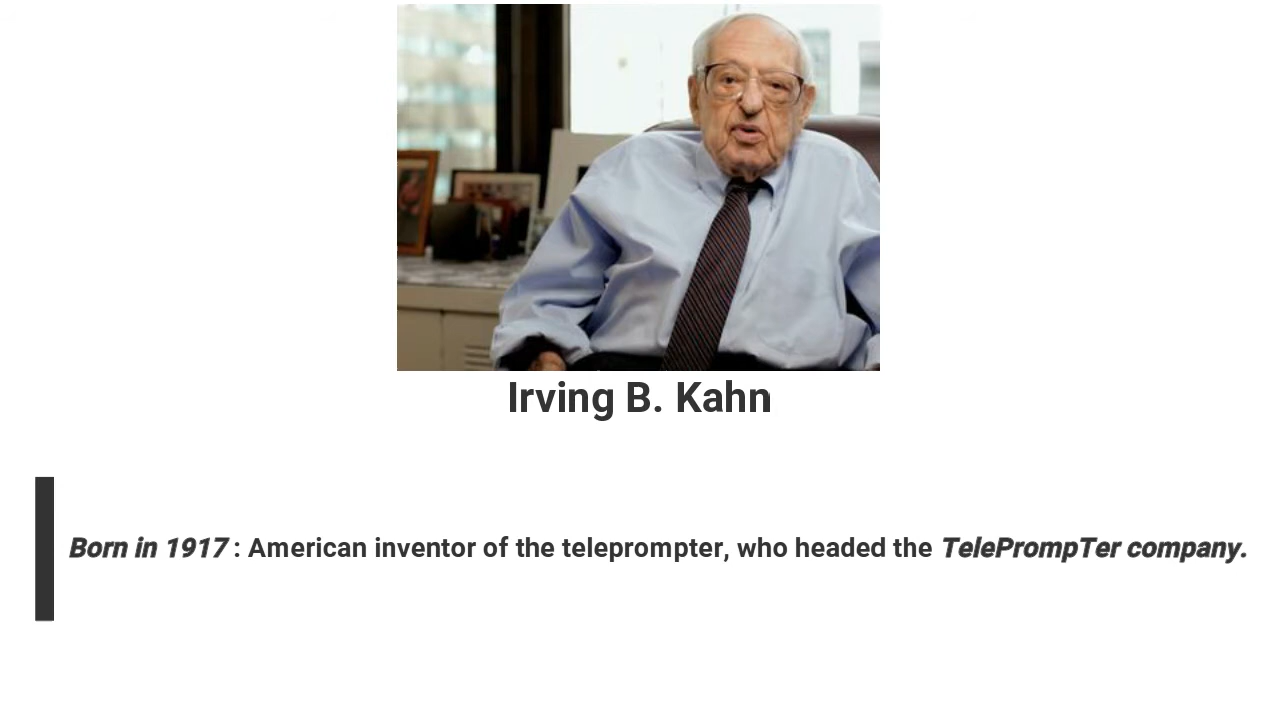 Irving B. Kahn
Born in 1917 : American inventor of the teleprompter, who headed the TelePrompTer company.